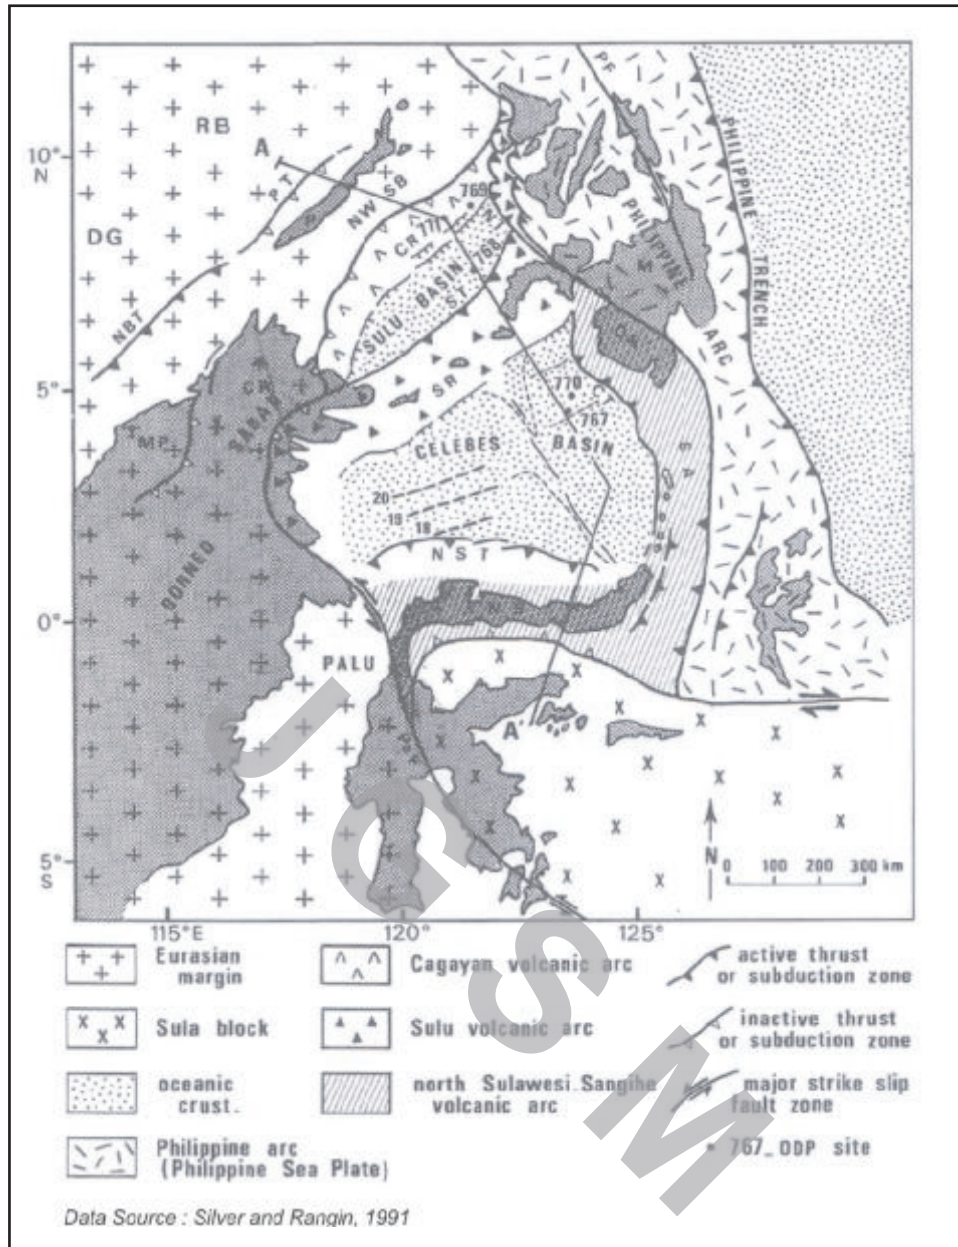 10°
N
5°
0°
5°
S
115°E
120°
125°
RB
A
DG
PT
P
NW SB
NBT
CR
771
769
768
SULU BASIN
ST
SR
PF
PHILIPPINE
TRENCH
PHILIPPINE
ARC
M
770
767
CT
CELEBES
BASIN
20
19
18
NST
E A
SABAH
MP
BORNEO
PALU
A'
N
0 100 200 300 km
Eurasian
margin
Sula block
oceanic
crust.
Philippine arc
(Philippine Sea Plate)
Cagayan volcanic arc
Sulu volcanic arc
north Sulawesi.Sangihe
volcanic arc
active thrust
or subduction zone
inactive thrust
or subduction zone
major strike slip
fault zone
767_ODP site
Data Source : Silver and Rangin, 1991